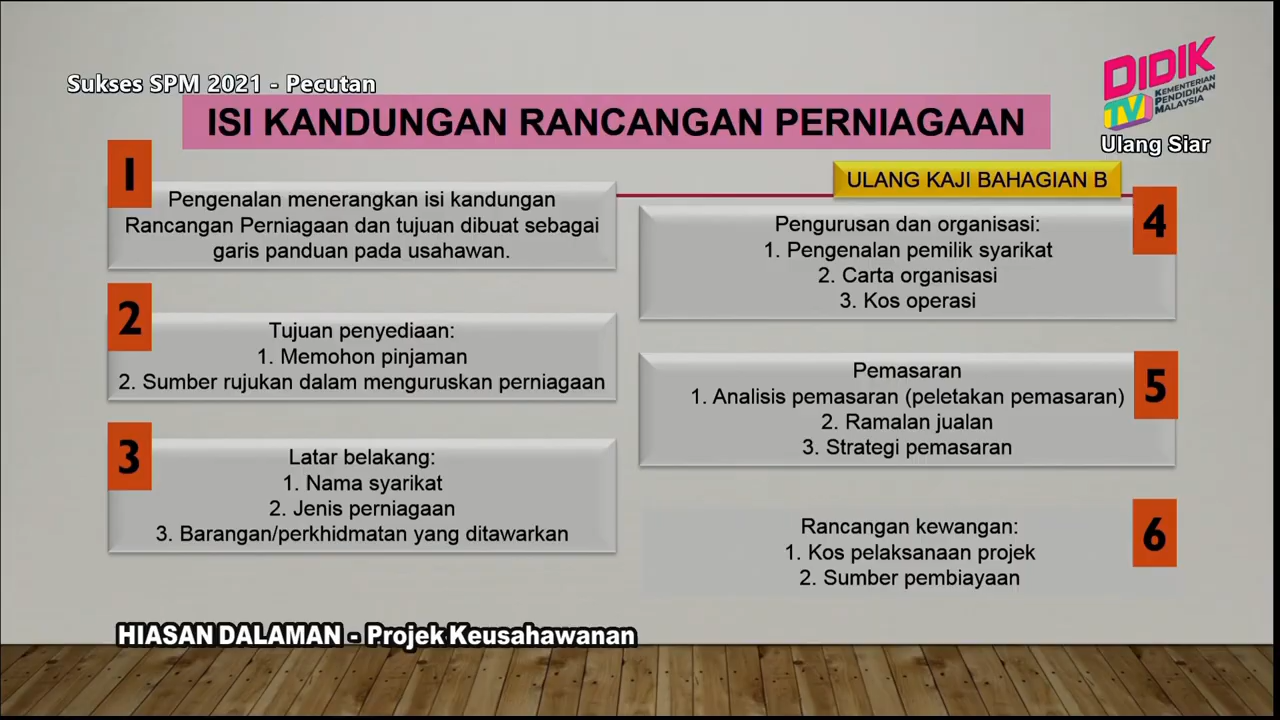 Sukses SPM 2021 - Pecutan
DIDIK
TV
KEMENTERIAN
PENDIDIKAN
MALAYSIA
Ulang Siar
ISI KANDUNGAN RANCANGAN PERNIAGAAN
ULANG KAJI BAHAGIAN B
1
Pengenalan menerangkan isi kandungan
Rancangan Perniagaan dan tujuan dibuat sebagai
garis panduan pada usahawan.
2
Tujuan penyediaan:
1. Memohon pinjaman
2. Sumber rujukan dalam menguruskan perniagaan
3
Latar belakang:
1. Nama syarikat
2. Jenis perniagaan
3. Barangan/perkhidmatan yang ditawarkan
4
Pengurusan dan organisasi:
1. Pengenalan pemilik syarikat
2. Carta organisasi
3. Kos operasi
5
Pemasaran
1. Analisis pemasaran (peletakan pemasaran)
2. Ramalan jualan
3. Strategi pemasaran
6
Rancangan kewangan:
1. Kos pelaksanaan projek
2. Sumber pembiayaan
HIASAN DALAMAN - Projek Keusahawanan